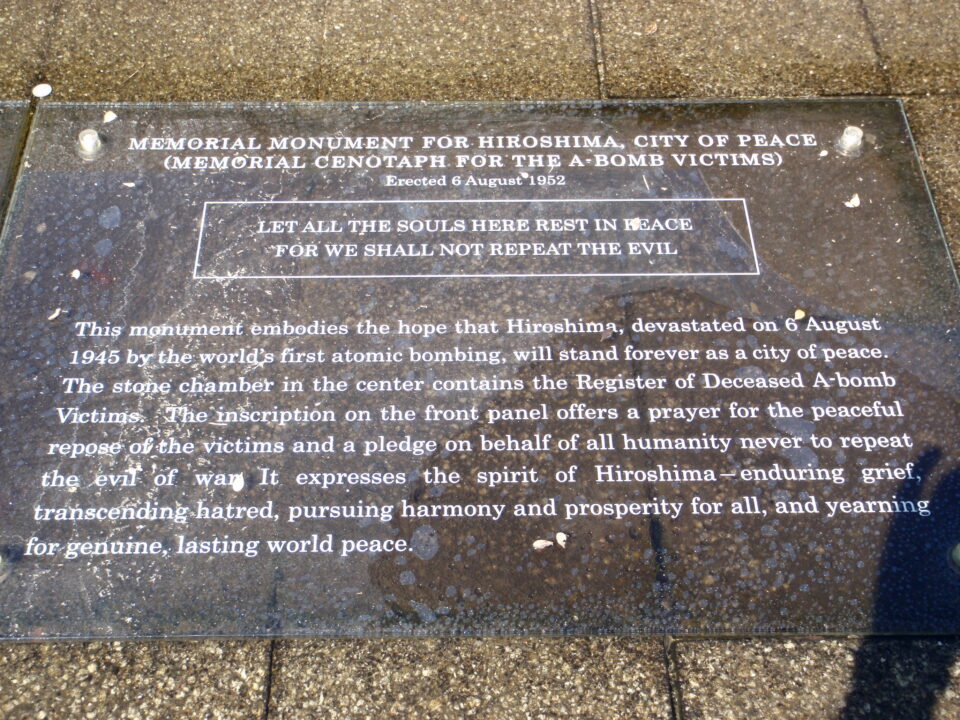 MEMORIAL MONUMENT FOR HIROSHIMA, CITY OF PEACE
(MEMORIAL CENOTAPH FOR THE A-BOMB VICTIMS)
Erected 6 August 1952
LET ALL THE SOULS HERE REST IN PEACE
FOR WE SHALL NOT REPEAT THE EVIL
This monument embodies the hope that Hiroshima, devastated on 6 August
1945 by the world's first atomic bombing, will stand forever as a city of peace.
The stone chamber in the center contains the Register of Deceased A-bomb
Victims. The inscription on the front panel offers a prayer for the peaceful
repose of the victims and a pledge on behalf of all humanity never to repeat
the evil of war. It expresses the spirit of Hiroshima — enduring grief,
transcending hatred, pursuing harmony and prosperity for all, and yearning
for genuine, lasting world peace.